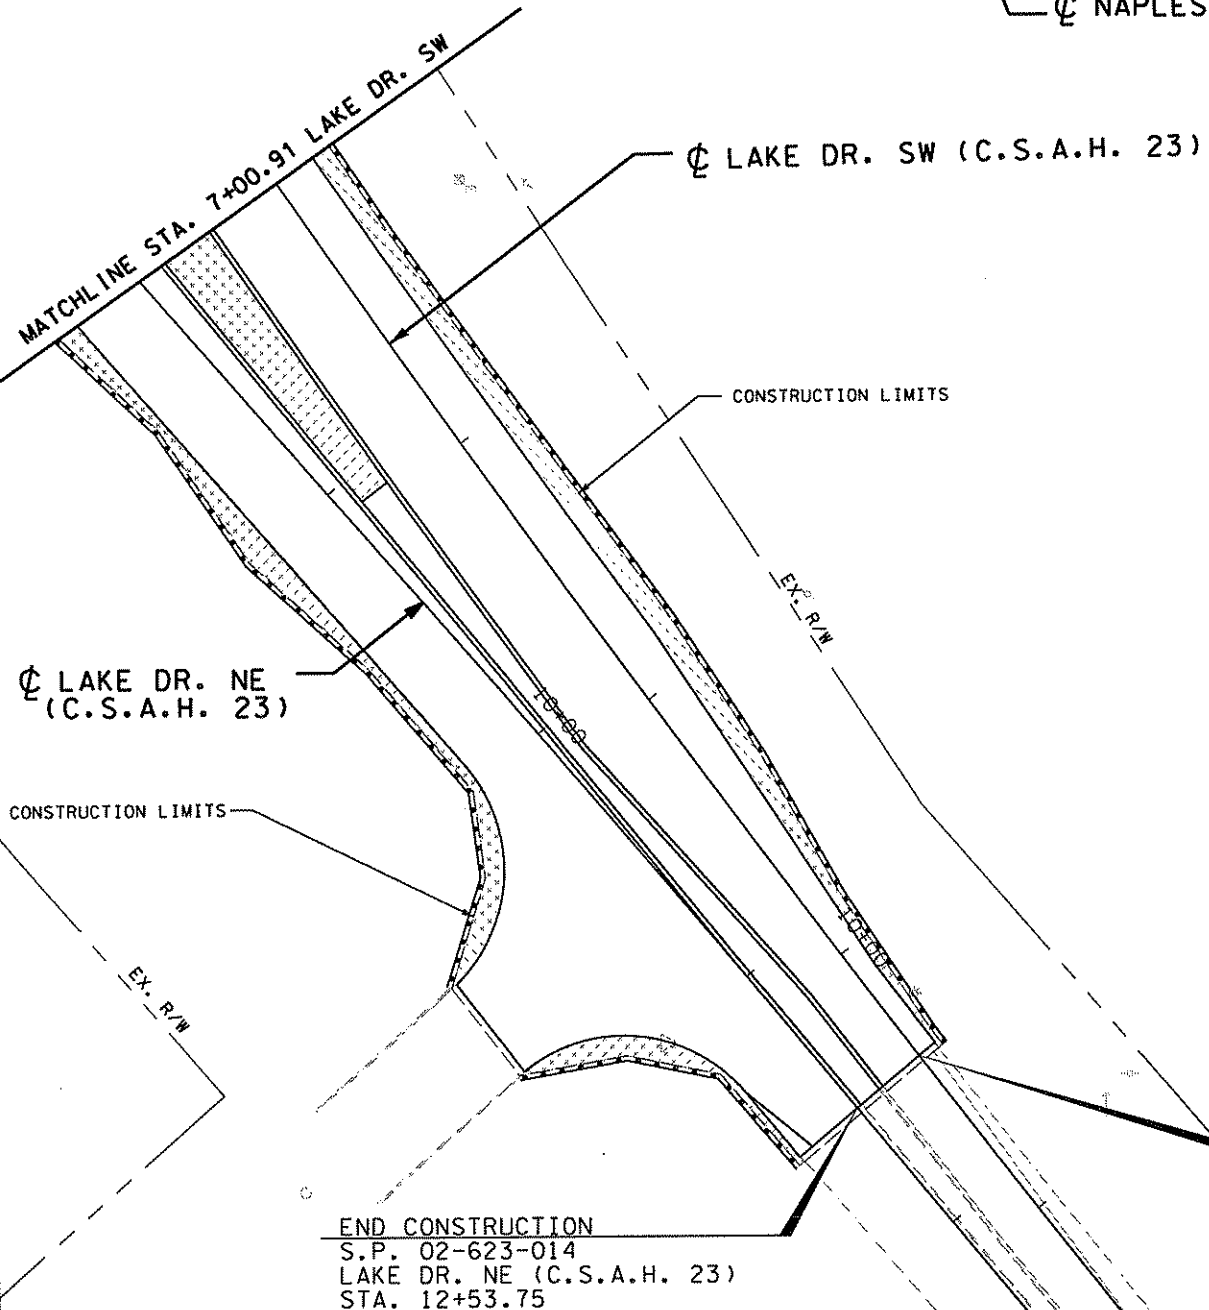 ℄ NAPLES
MATCHLINE STA. 7+00.91 LAKE DR. SW
℄ LAKE DR. SW (C.S.A.H. 23)
CONSTRUCTION LIMITS
EX. R/W
℄ LAKE DR. NE
(C.S.A.H. 23)
10+00
CONSTRUCTION LIMITS
10+00
EX. R/W
END CONSTRUCTION
S.P. 02-623-014
LAKE DR. NE (C.S.A.H. 23)
STA. 12+53.75